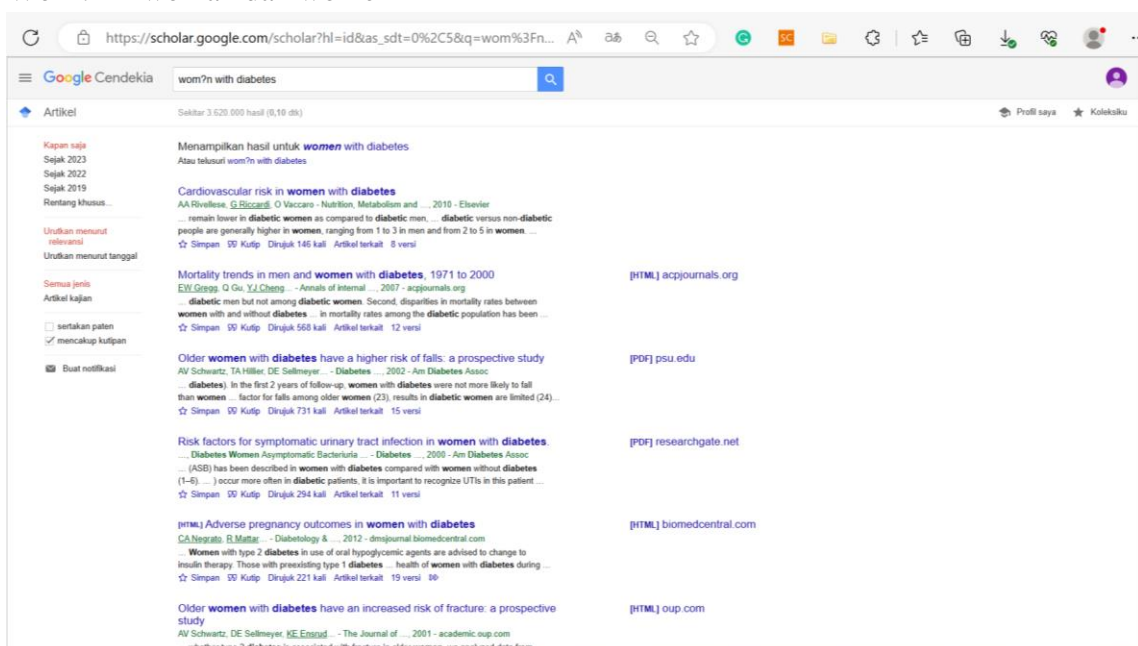 https://scholar.google.com/scholar?hl=id&as_sdt=0%2C5&q=wom%3Fn...
Google Cendekia
wom?n with diabetes
Artikel
Sekitar 3.620.000 hasil (0,10 dtk)
Profil saya
Koleksiku
Kapan saja
Sejak 2023
Sejak 2022
Sejak 2019
Rentang khusus...
Urutkan menurut
relevansi
Urutkan menurut tanggal
Semua jenis
Artikel kajian
sertakan paten
mencakup kutipan
Buat notifikasi
Menampilkan hasil untuk women with diabetes
Atau telusuri wom?n with diabetes
Cardiovascular risk in women with diabetes
AA Rivellese, G Riccardi, O Vaccaro - Nutrition, Metabolism and ..., 2010 - Elsevier
... remain lower in diabetic women as compared to diabetic men, ... diabetic versus non-diabetic
people are generally higher in women, ranging from 1 to 3 in men and from 2 to 5 in women. ...
Simpan Kutip Dirujuk 146 kali Artikel terkait 8 versi
Mortality trends in men and women with diabetes, 1971 to 2000
[HTML] acpjournals.org
EW Gregg, Q Gu, YJ Cheng... - Annals of internal ..., 2007 - acpjournals.org
... diabetic men but not among diabetic women. Second, disparities in mortality rates between
women with and without diabetes ... in mortality rates among the diabetic population has been ...
Simpan Kutip Dirujuk 568 kali Artikel terkait 12 versi
Older women with diabetes have a higher risk of falls: a prospective study
[PDF] psu.edu
AV Schwartz, TA Hillier, DE Sellmeyer... - Diabetes ..., 2002 - Am Diabetes Assoc
... diabetes). In the first 2 years of follow-up, women with diabetes were not more likely to fall
than women ... factor for falls among older women (23), results in diabetic women are limited (24)...
Simpan Kutip Dirujuk 731 kali Artikel terkait 15 versi
Risk factors for symptomatic urinary tract infection in women with diabetes.
[PDF] researchgate.net
..., Diabetes Women Asymptomatic Bacteriuria ... - Diabetes ..., 2000 - Am Diabetes Assoc
... (ASB) has been described in women with diabetes compared with women without diabetes
(1–6). ... ) occur more often in diabetic patients, it is important to recognize UTIs in this patient ...
Simpan Kutip Dirujuk 294 kali Artikel terkait 11 versi
[HTML] Adverse pregnancy outcomes in women with diabetes
[HTML] biomedcentral.com
CA Negrato, R Mattar... - Diabetology & ..., 2012 - dmsjournal.biomedcentral.com
... Women with type 2 diabetes in use of oral hypoglycemic agents are advised to change to
insulin therapy. Those with preexisting type 1 diabetes ... health of women with diabetes during ...
Simpan Kutip Dirujuk 221 kali Artikel terkait 19 versi
Older women with diabetes have an increased risk of fracture: a prospective
study
[HTML] oup.com
AV Schwartz, DE Sellmeyer, KE Ensrud... - The Journal of ..., 2001 - academic.oup.com